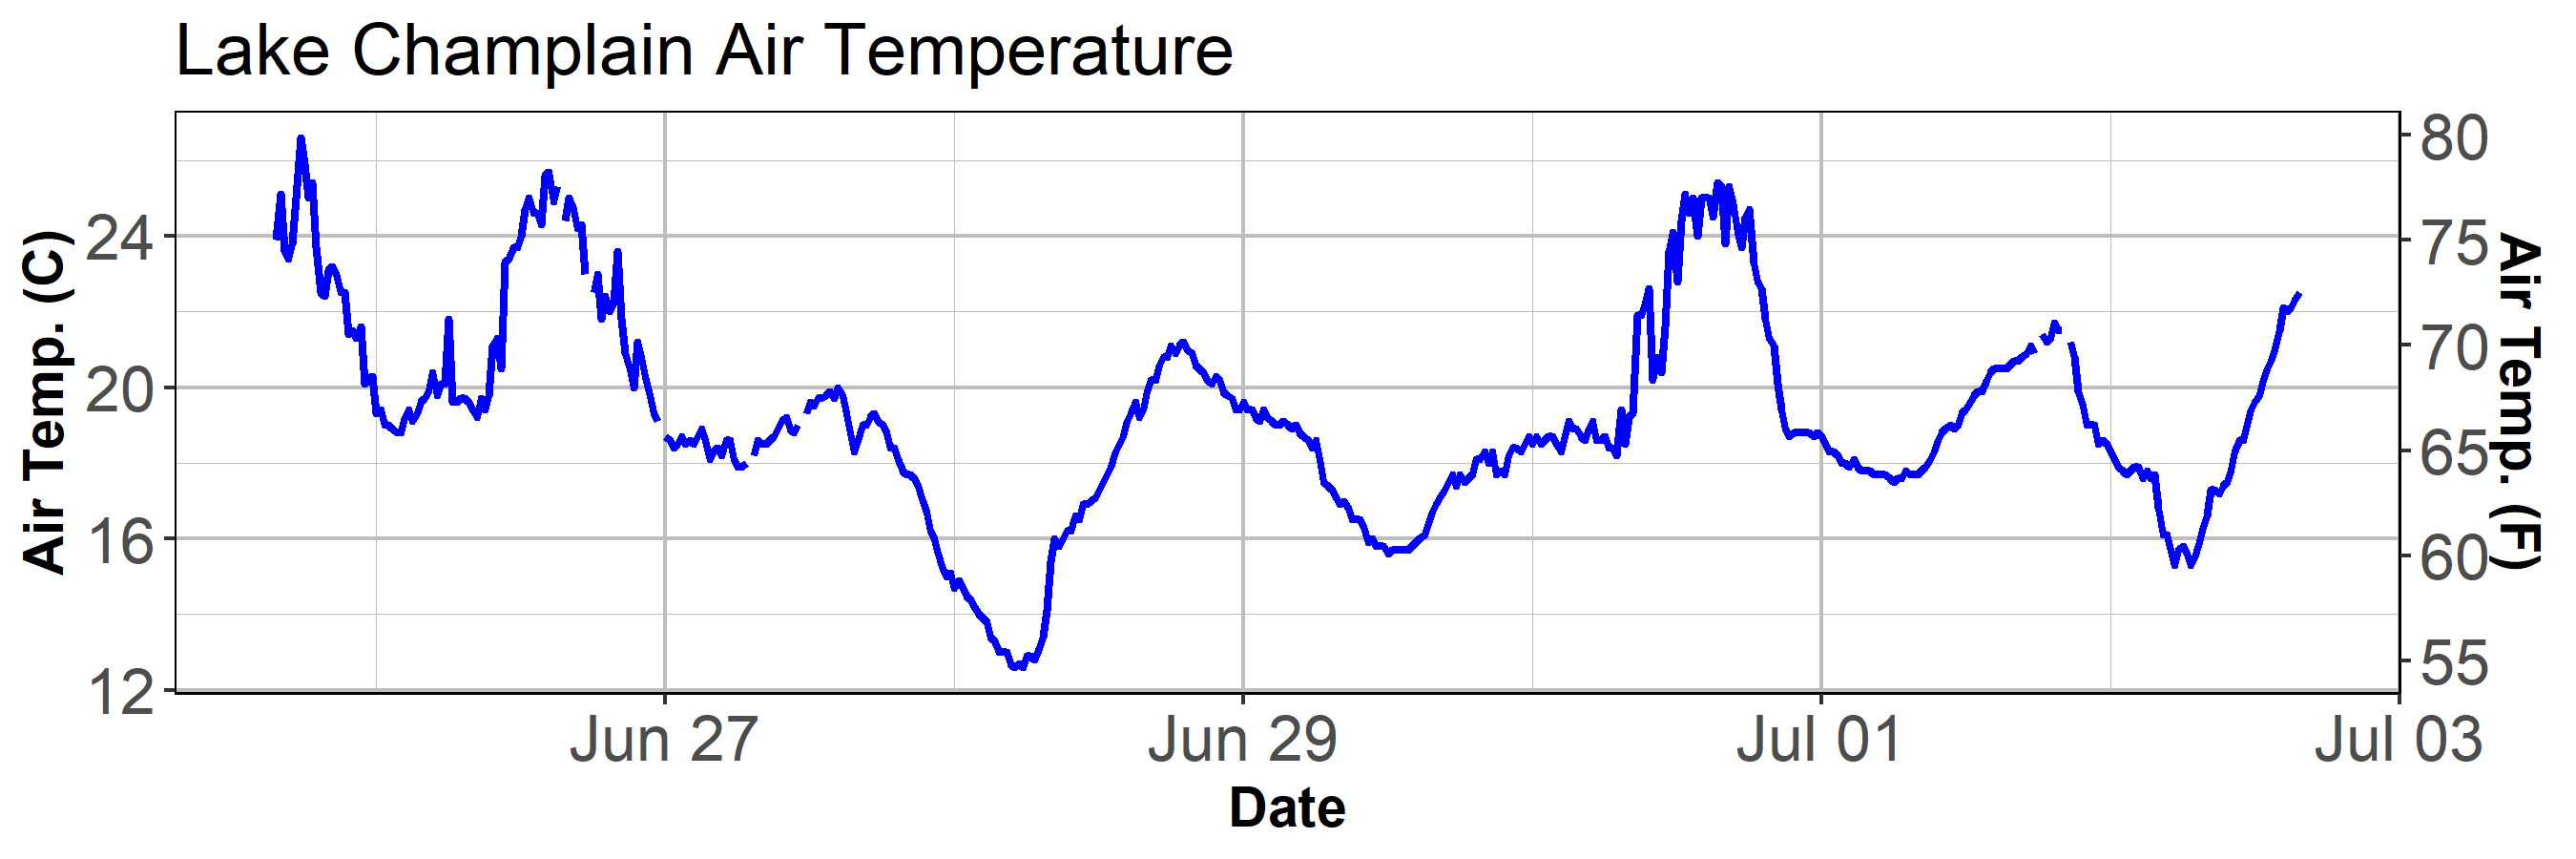 Lake Champlain Air Temperature
Air Temp. (C)
24
20
16
12
80
75
70
65
60
55
Air Temp. (F)
Jun 27
Jun 29
Jul 01
Jul 03
Date